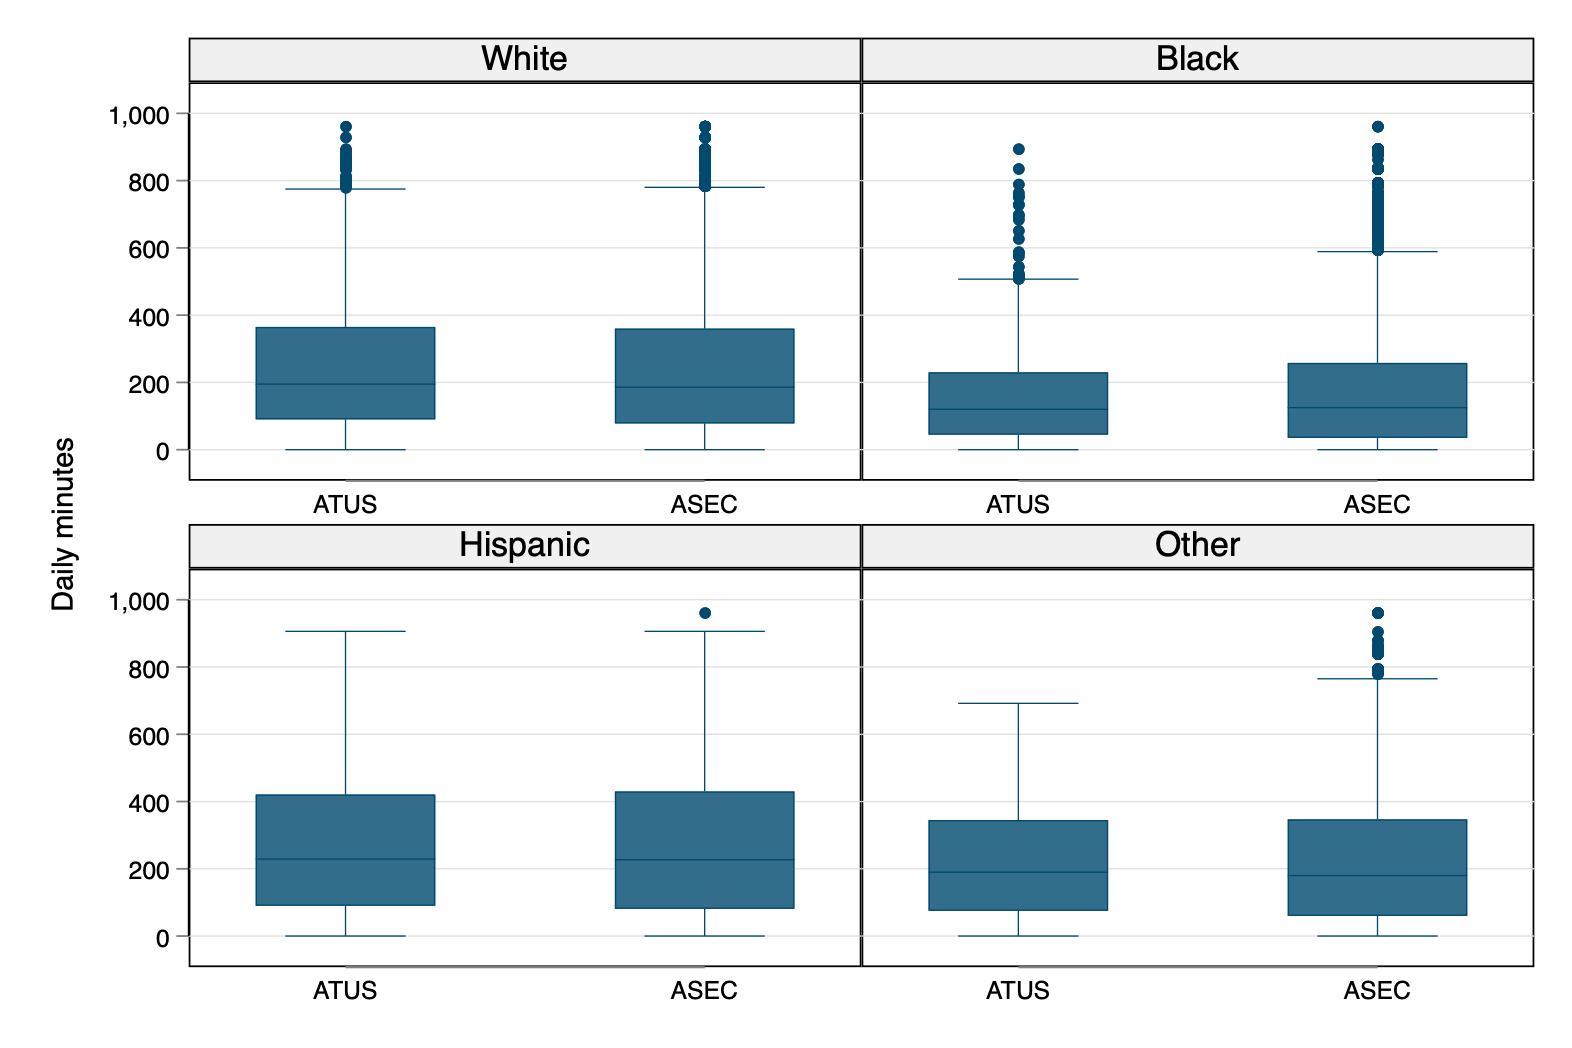 Daily minutes
White
Black
1,000
800
600
400
200
0
ATUS
ASEC
ATUS
ASEC
Hispanic
Other
1,000
800
600
400
200
0
ATUS
ASEC
ATUS
ASEC